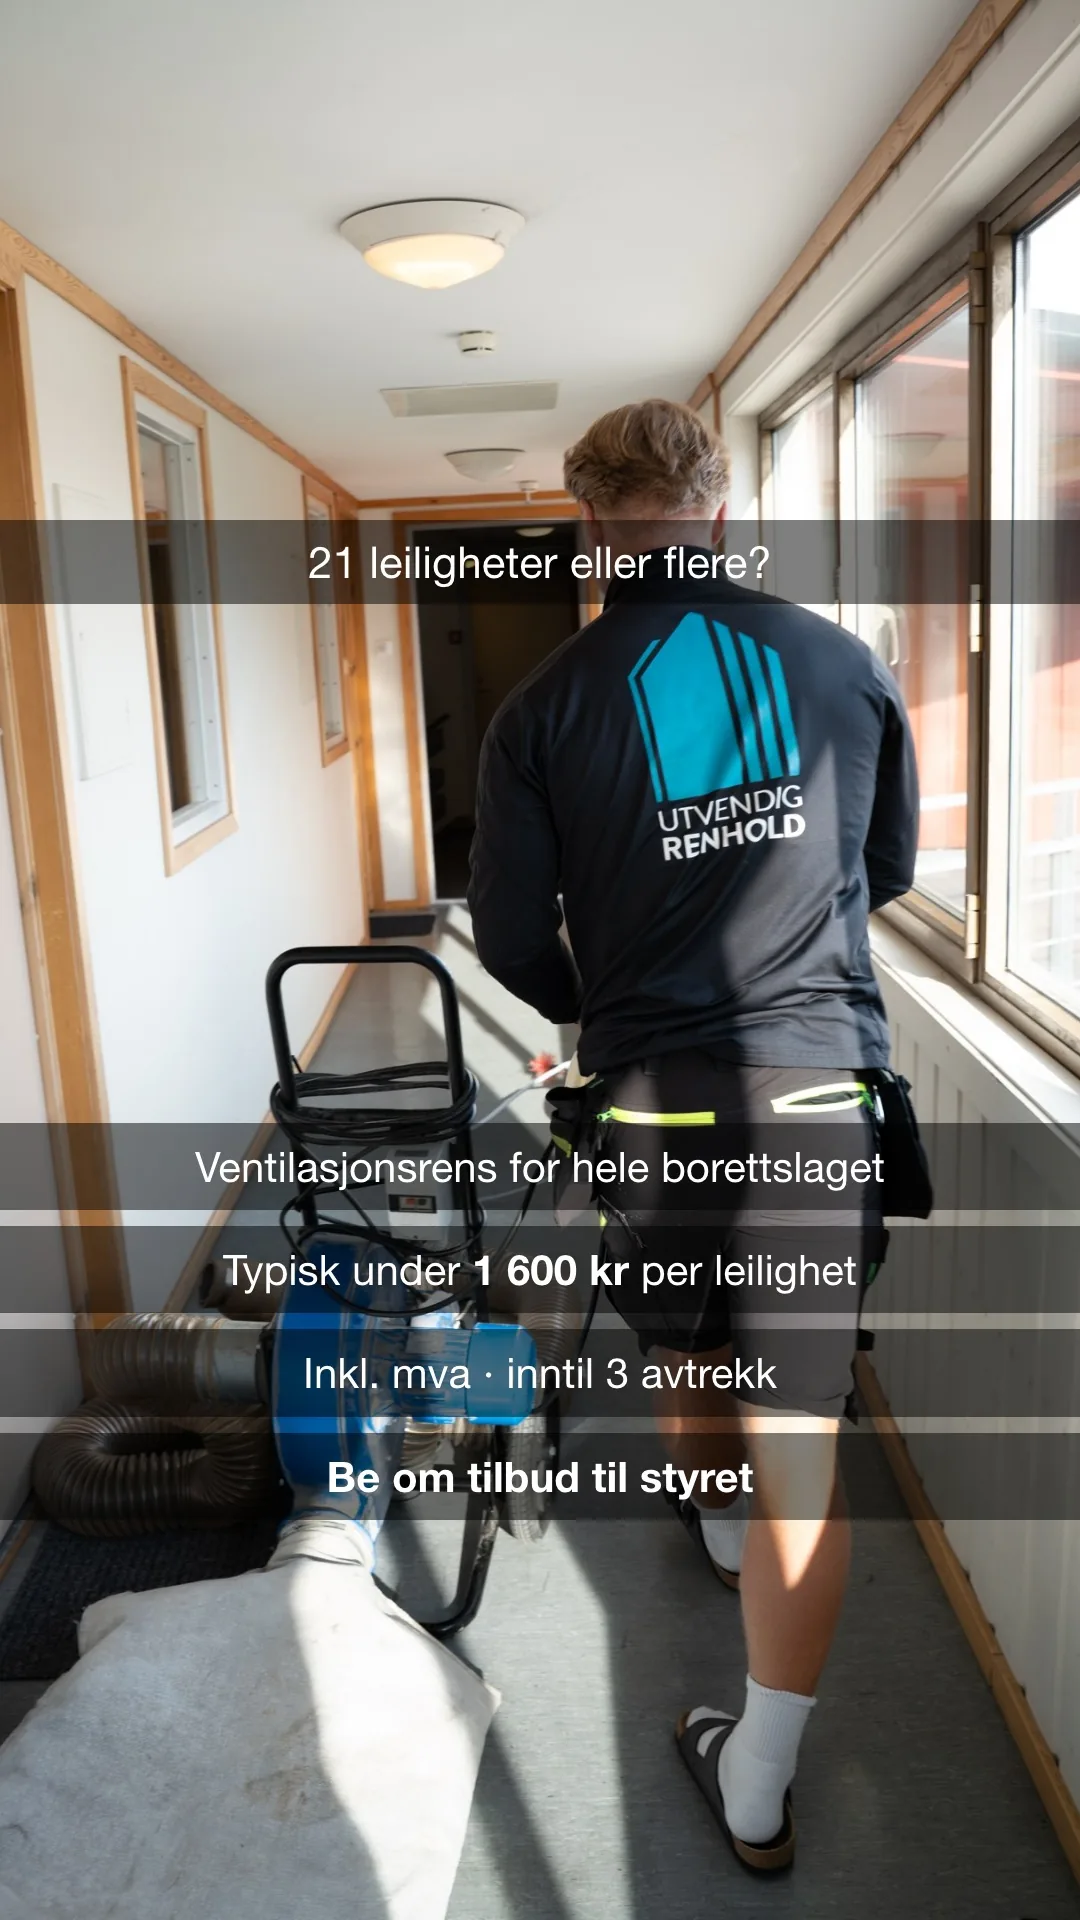 21 leiligheter eller flere?
UTVENDIG
RENHOLD
Ventilasjonsrens for hele borettslaget
Typisk under 1 600 kr per leilighet
Inkl. mva · inntil 3 avtrekk
Be om tilbud til styret